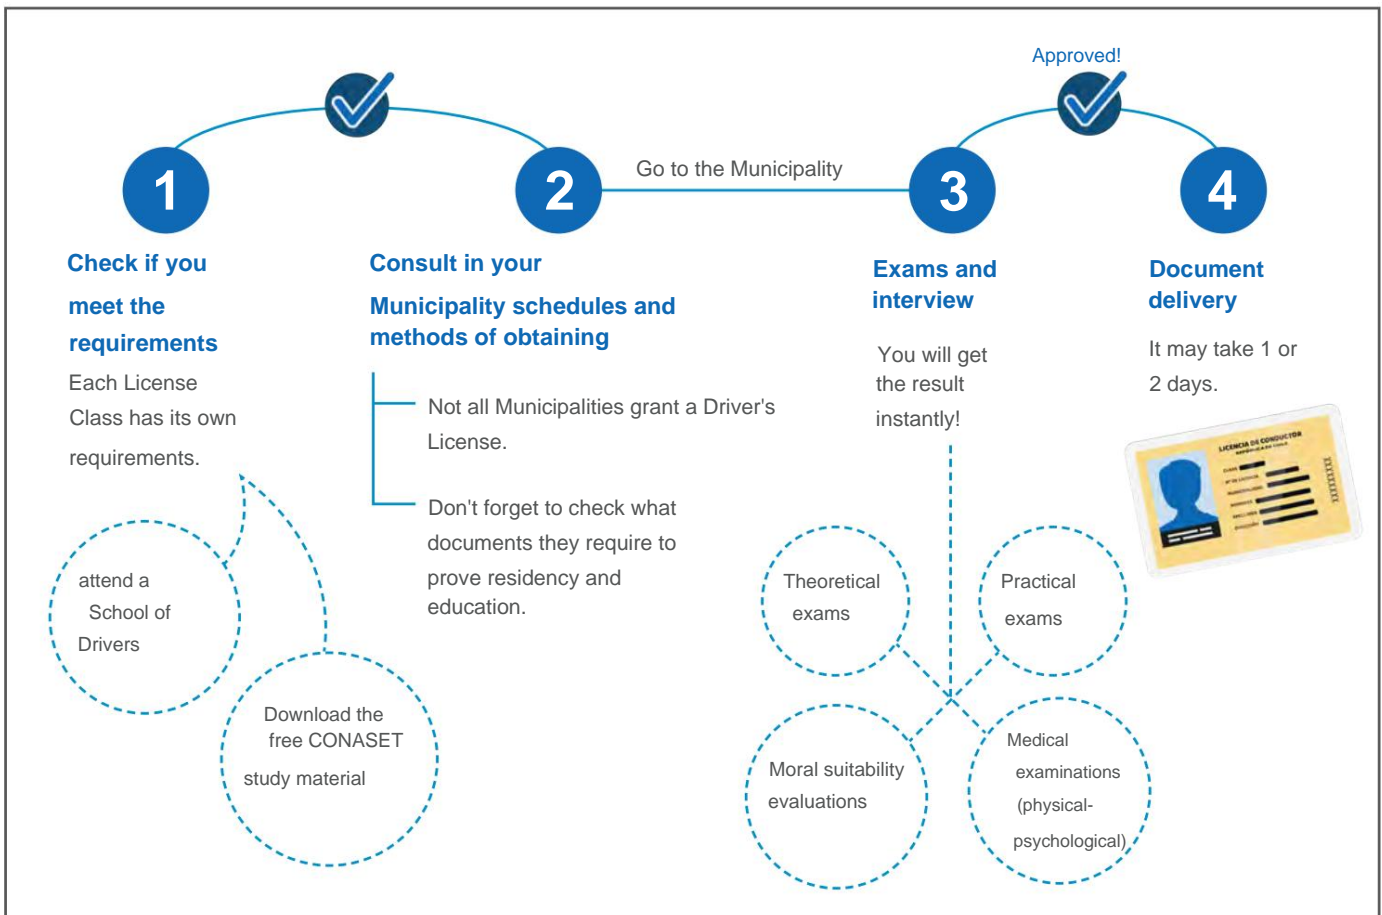 Approved!
1
2
Go to the Municipality
3
4
Check if you
meet the
requirements
Each License
Class has its own
requirements.
attend a
School of
Drivers
Download the
free CONASET
study material
Consult in your
Municipality schedules and
methods of obtaining
Not all Municipalities grant a Driver's
License.
Don't forget to check what
documents they require to
prove residency and
education.
Exams and
interview
You will get
the result
instantly!
Theoretical
exams
Practical
exams
Moral suitability
evaluations
Medical
examinations
(physical-
psychological)
Document
delivery
It may take 1 or
2 days.
LICENCIA DE CONDUCTOR
REPÚBLICA DE CHILE
CLASE